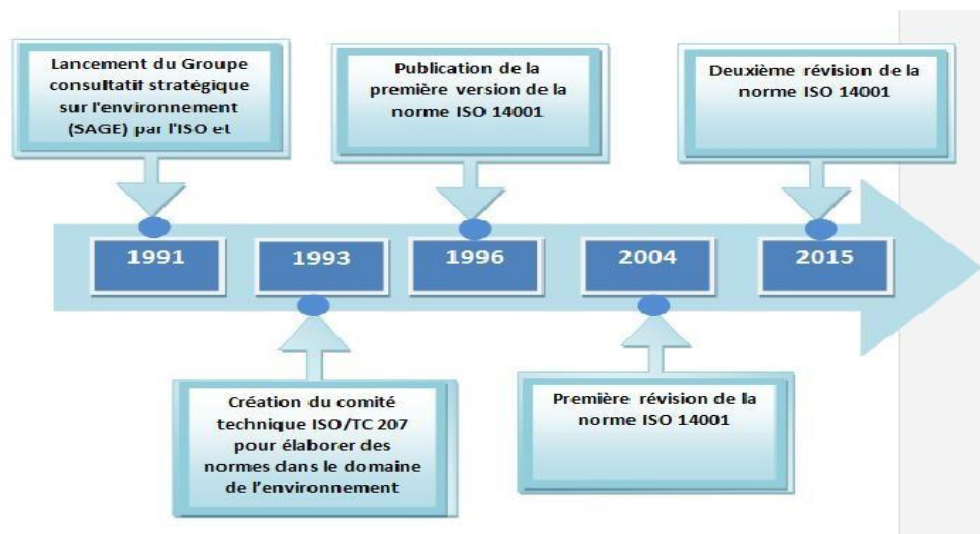 Lancement du Groupe
consultatif stratégique
sur l'environnement
(SAGE) par l'ISO et
Publication de la
première version de la
norme ISO 14001
Deuxième révision de la
norme ISO 14001
1991
1993
1996
2004
2015
Création du comité
technique ISO/TC 207
pour élaborer des
normes dans le domaine
de l'environnement
Première révision de la
norme ISO 14001